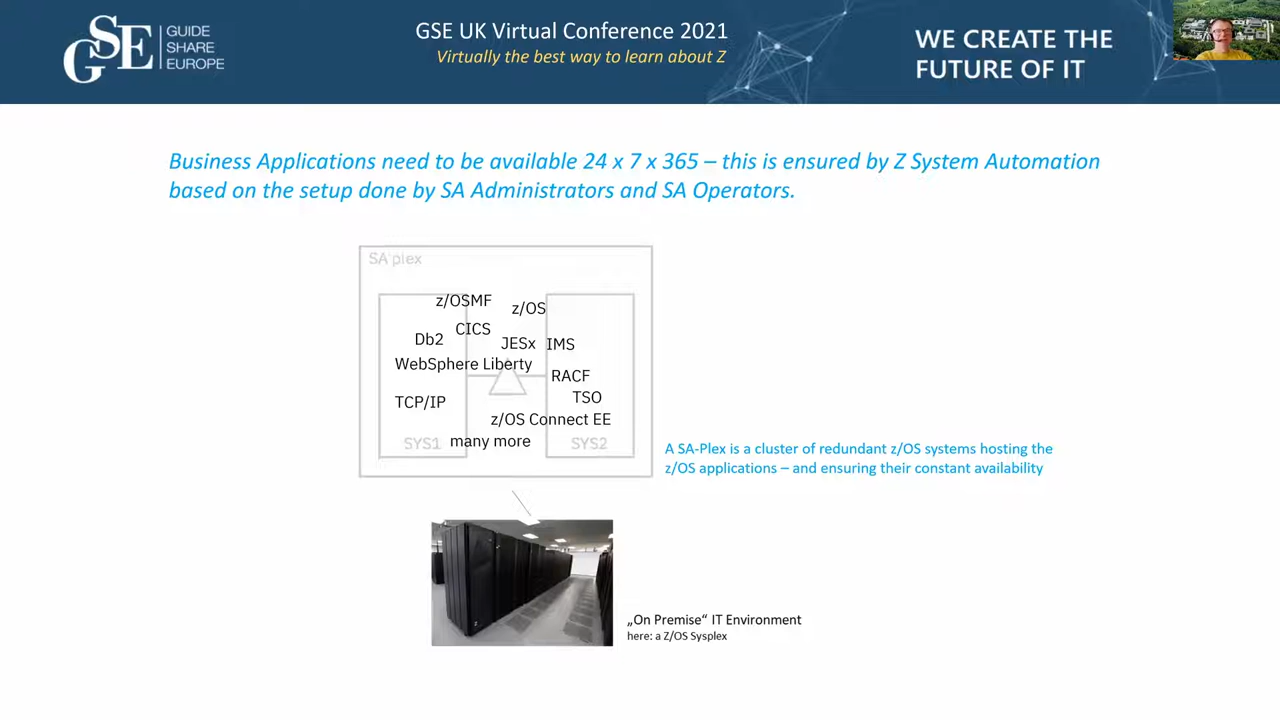 GSE
GUIDE
SHARE
EUROPE
GSE UK Virtual Conference 2021
Virtually the best way to learn about Z
WE CREATE THE
FUTURE OF IT
Business Applications need to be available 24 x 7 x 365 – this is ensured by Z System Automation
based on the setup done by SA Administrators and SA Operators.
SA plex
z/OSMF
z/OS
CICS
Db2
JESx
IMS
WebSphere Liberty
RACF
TSO
TCP/IP
z/OS Connect EE
SYS1
many more
SYS2
A SA-Plex is a cluster of redundant z/OS systems hosting the
z/OS applications – and ensuring their constant availability
„On Premise“ IT Environment
here: a Z/OS Sysplex